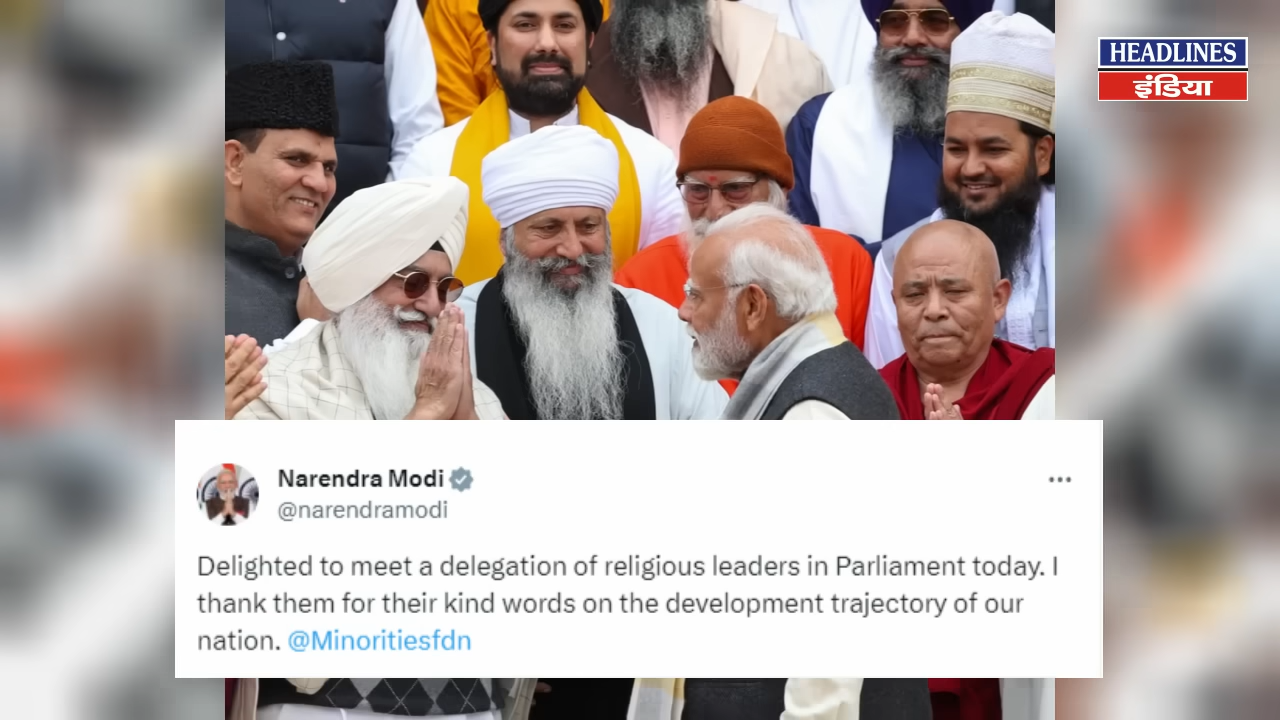 HEADLINES
इंडिया
Narendra Modi
@narendramodi
Delighted to meet a delegation of religious leaders in Parliament today. I
thank them for their kind words on the development trajectory of our
nation. @Minoritiesfdn